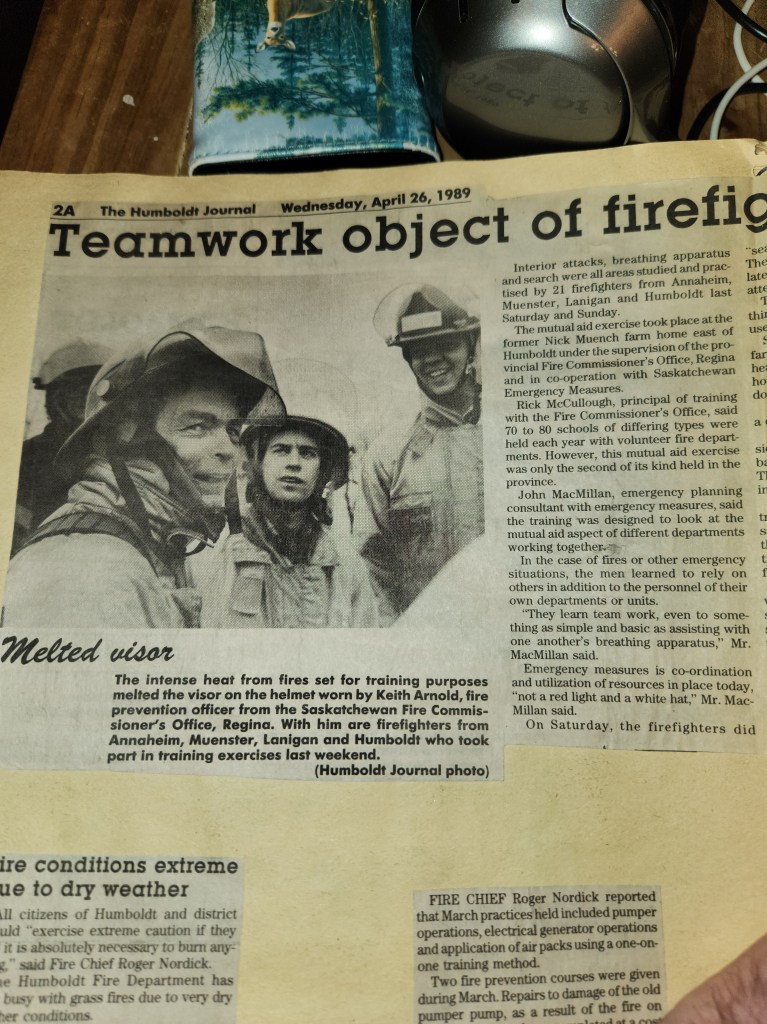 2A The Humboldt Journal Wednesday, April 26, 1989
Teamwork object of firefig
Melted visor
The intense heat from fires set for training purposes
melted the visor on the helmet worn by Keith Arnold, fire
prevention officer from the Saskatchewan Fire Commis-
sioner's Office, Regina. With him are firefighters from
Annaheim, Muenster, Lanigan and Humboldt who took
part in training exercises last weekend.
(Humboldt Journal photo)
Interior attacks, breathing apparatus
and search were all areas studied and prac-
tised by 21 firefighters from Annaheim,
Muenster, Lanigan and Humboldt last
Saturday and Sunday.
The mutual aid exercise took place at the
former Nick Muench farm home east of
Humboldt under the supervision of the pro-
vincial Fire Commissioner's Office, Regina
and in co-operation with Saskatchewan
Emergency Measures.
Rick McCullough, principal of training
with the Fire Commissioner's Office, said
70 to 80 schools of differing types were
held each year with volunteer fire depart-
ments. However, this mutual aid exercise
was only the second of its kind held in the
province.
John MacMillan, emergency planning
consultant with emergency measures, said
the training was designed to look at the
mutual aid aspect of different departments
working together.
In the case of fires or other emergency
situations, the men learned to rely on
others in addition to the personnel of their
own departments or units.
"They learn team work, even to some-
thing as simple and basic as assisting with
one another's breathing apparatus," Mr.
MacMillan said.
Emergency measures is co-ordination
and utilization of resources in place today,
"not a red light and a white hat," Mr. Mac-
Millan said.
On Saturday, the firefighters did
ire conditions extreme
ue to dry weather
All citizens of Humboldt and district
uld "exercise extreme caution if they
it is absolutely necessary to burn any-
g," said Fire Chief Roger Nordick.
e Humboldt Fire Department has
busy with grass fires due to very dry
her conditions.
FIRE CHIEF Roger Nordick reported
that March practices held included pumper
operations, electrical generator operations
and application of air packs using a one-on-
one training method.
Two fire prevention courses were given
during March. Repairs to damage of the old
pumper pump, as a result of the fire on